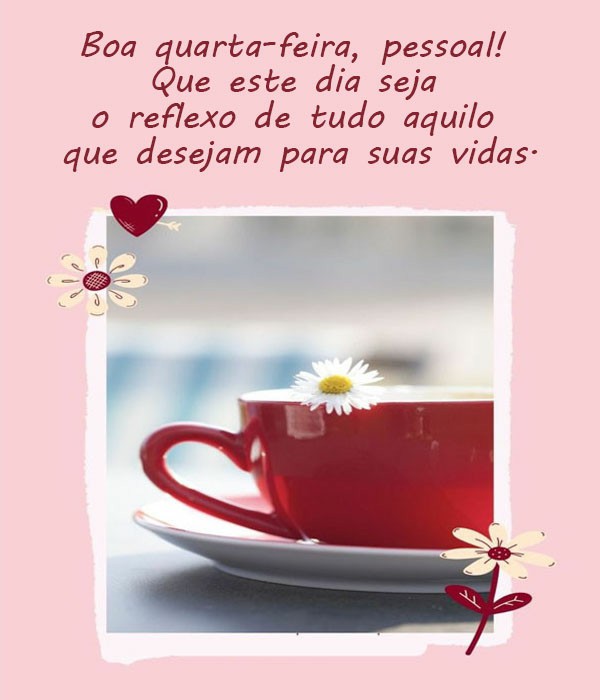 Boa quarta-feira, pessoal!
Que este dia seja
o reflexo de tudo aquilo
que desejam para suas vidas.